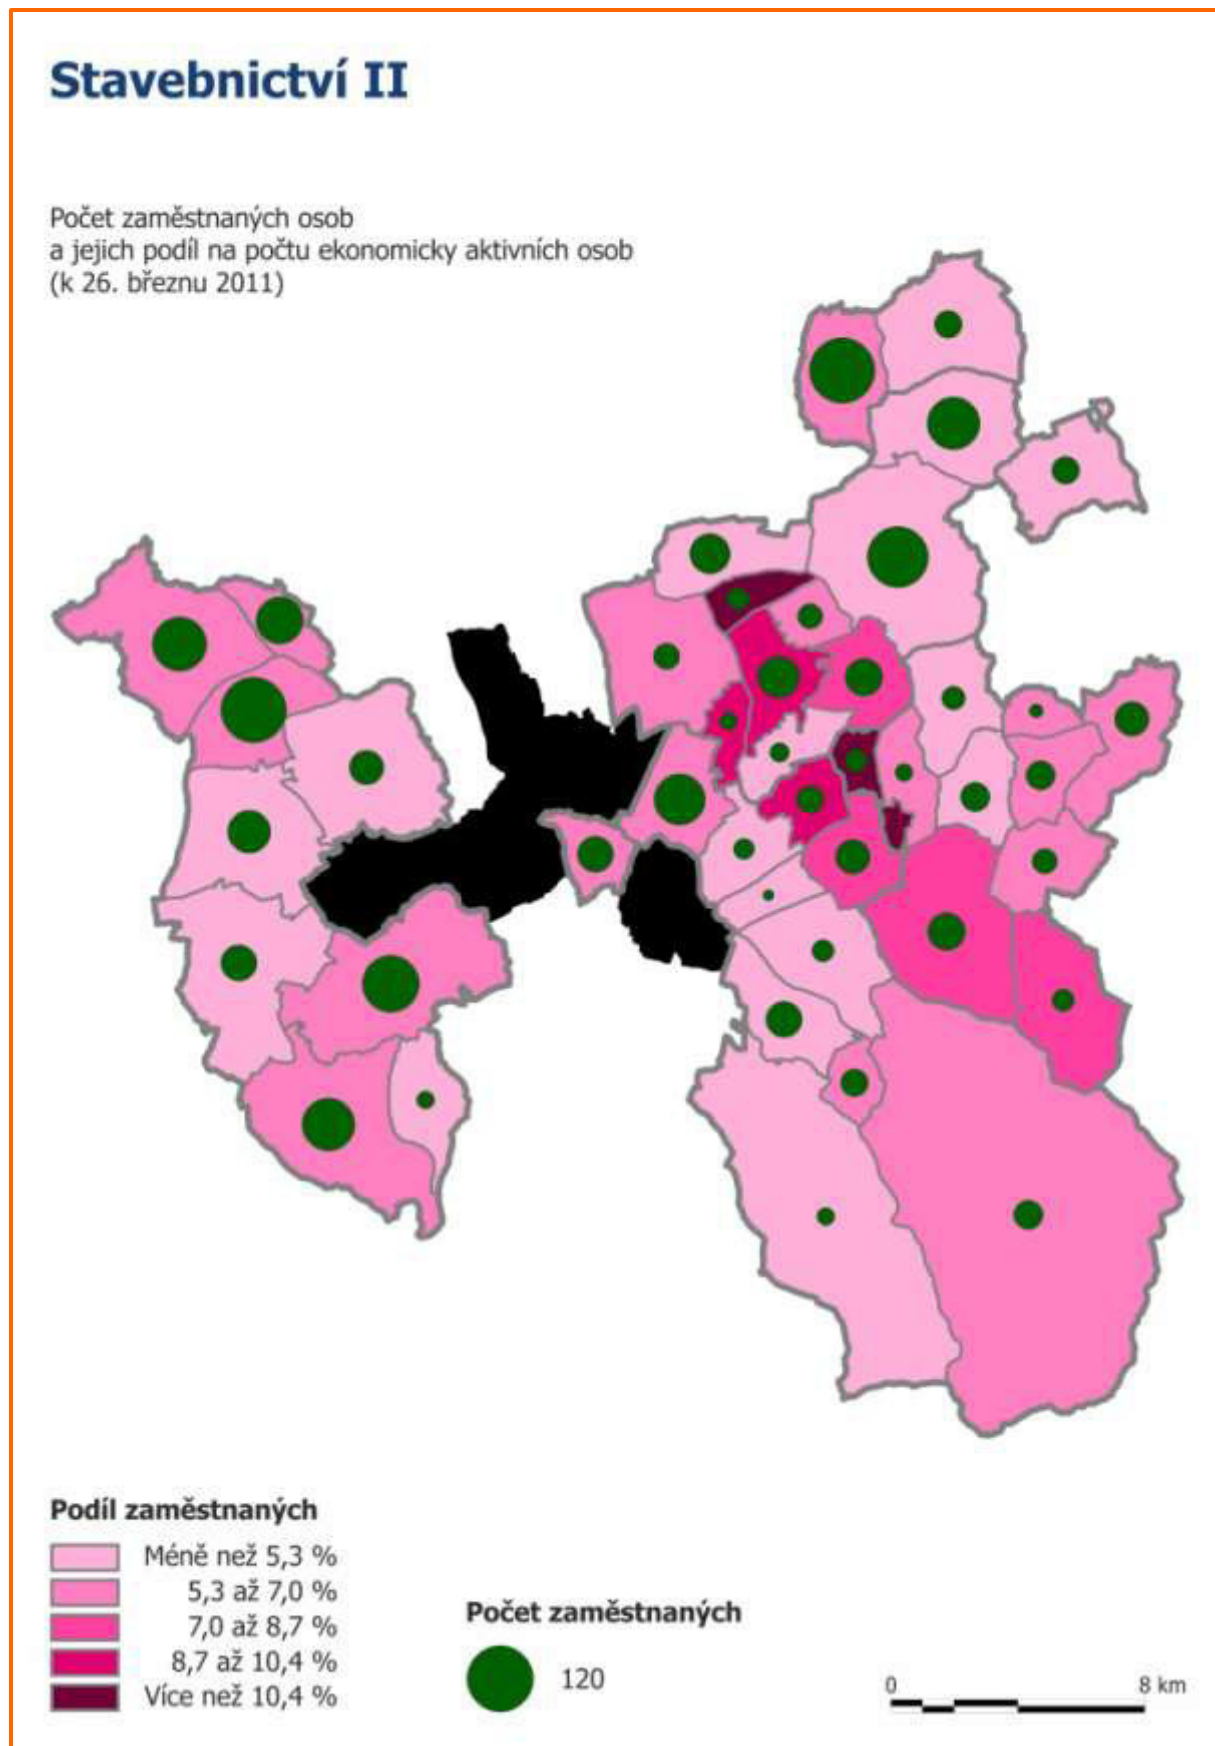 Stavebnictví II
Počet zaměstnaných osob
a jejich podíl na počtu ekonomicky aktivních osob
(k 26. březnu 2011)
Podíl zaměstnaných
Méně než 5,3 %
5,3 až 7,0 %
7,0 až 8,7 %
8,7 až 10,4 %
Více než 10,4 %
Počet zaměstnaných
120
0 8 km